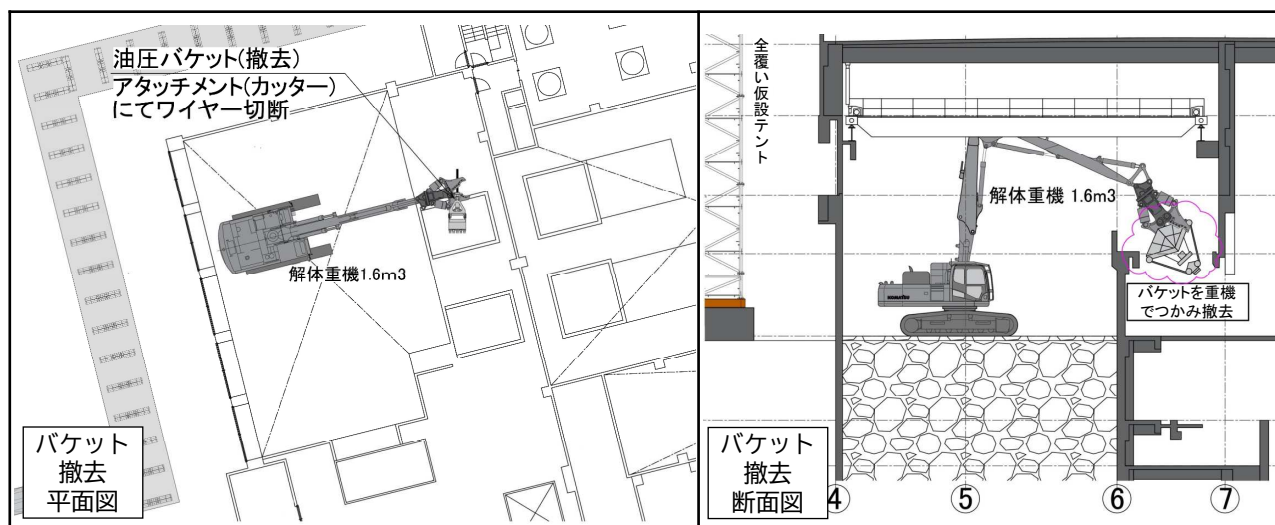 油圧バケット(撤去)
アタッチメント(カッター)
にてワイヤー切断
解体重機1.6m3
バケット
撤去
平面図
全覆い仮設テント
解体重機 1.6m3
KOMATSU
バケットを重機
でつかみ撤去
バケット
撤去
断面図
4
5
6
7